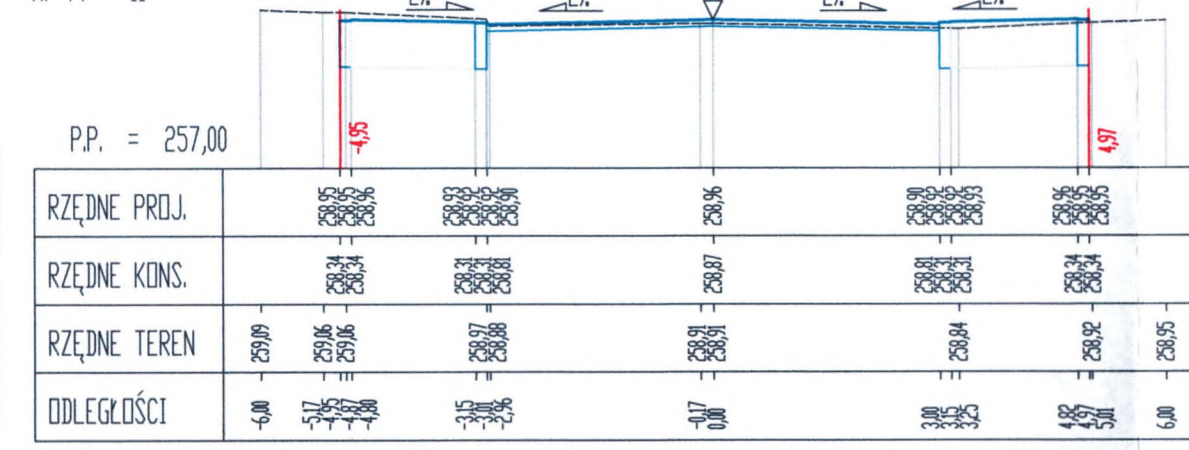 2% 2% 2% 2%
P.P. = 257,00
-4,95
4,97
RZĘDNE PROJ. 258,95 258,95 258,96 258,93 258,92 258,92 258,90 258,96 258,90 258,92 258,92 258,93 258,96 258,95 258,95
RZĘDNE KONS. 258,34 258,34 258,31 258,31 258,81 258,87 258,81 258,31 258,31 258,34 258,34
RZĘDNE TEREN 259,09 259,06 259,06 258,97 258,88 258,91 258,91 258,84 258,92 258,95
ODLEGŁOŚCI -6,00 -5,17 -4,95 -4,87 -4,80 -3,15 -3,01 -2,96 -0,17 0,00 3,00 3,15 3,25 4,82 4,97 5,01 6,00